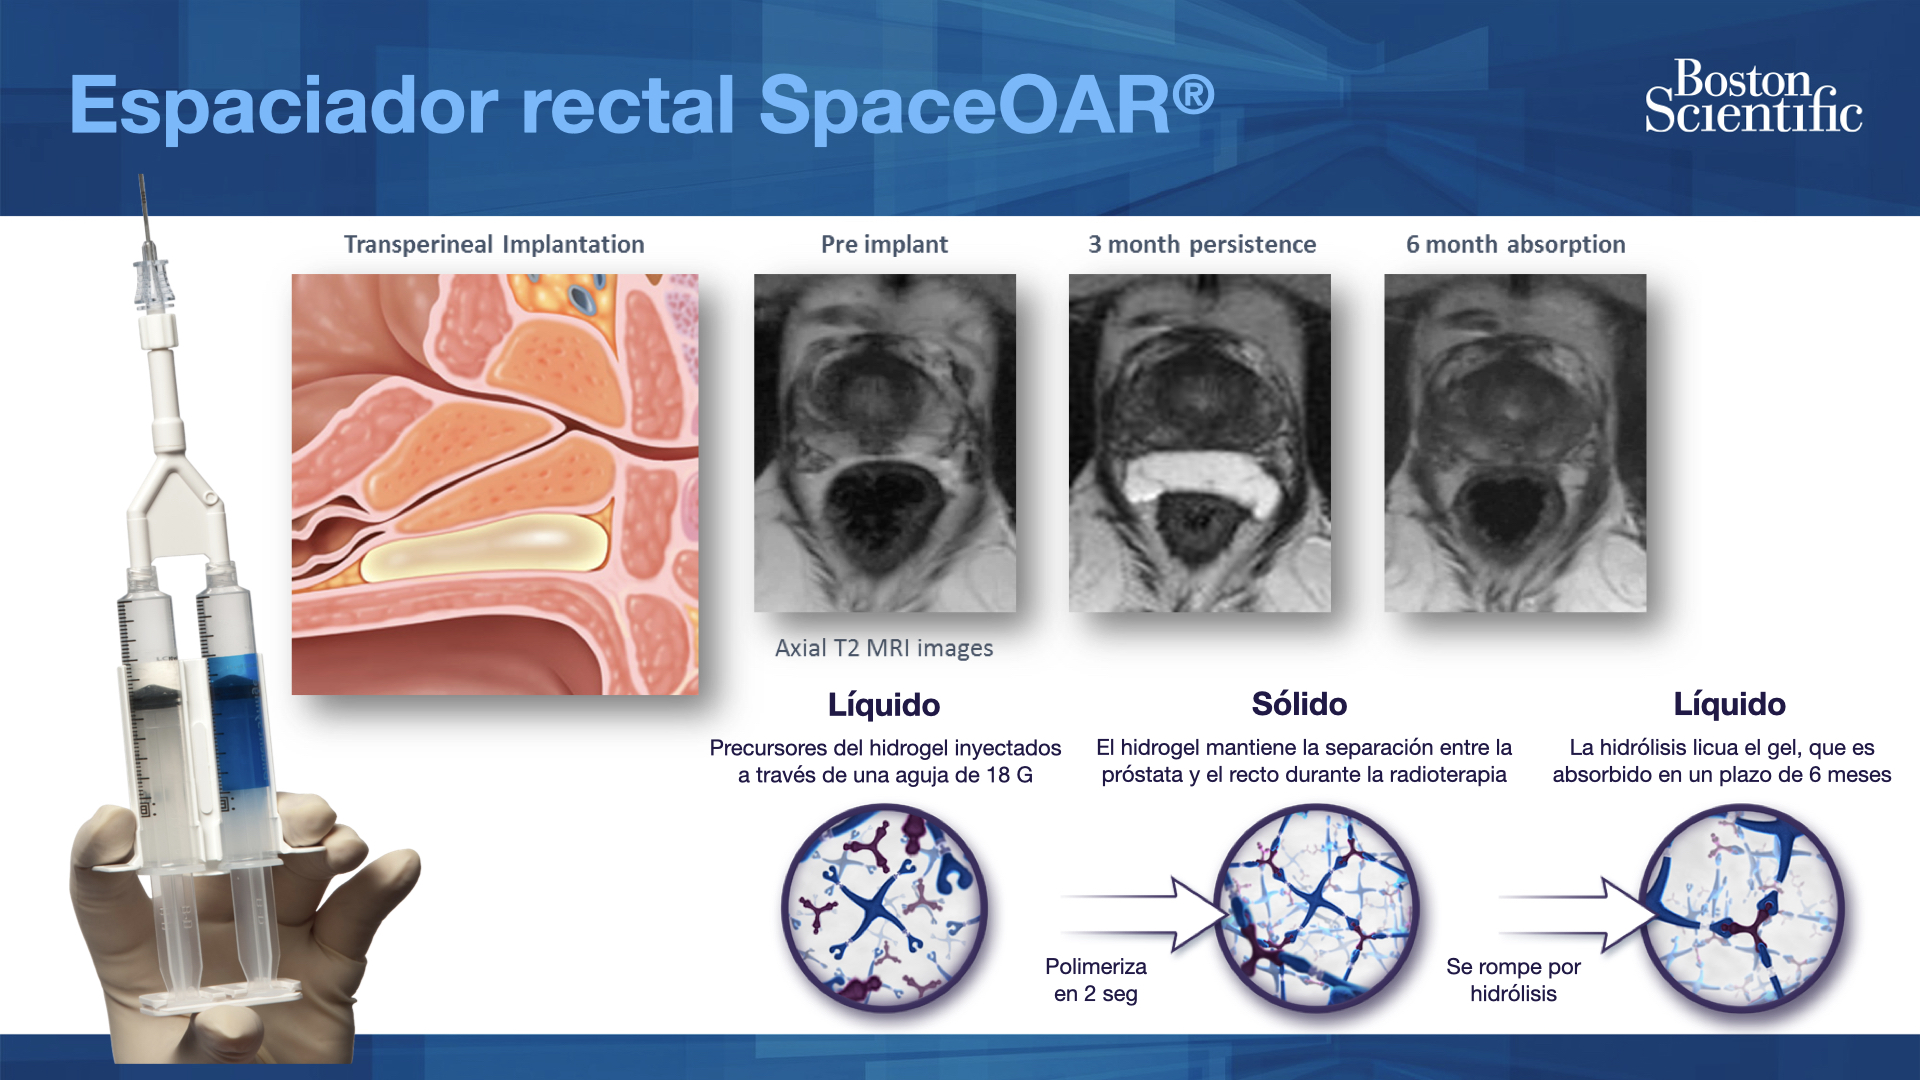 Espaciador rectal SpaceOAR®
Boston
Scientific
Transperineal Implantation
Pre implant
3 month persistence
6 month absorption
Axial T2 MRI images
Líquido
Precursores del hidrogel inyectados
a través de una aguja de 18 G
Sólido
El hidrogel mantiene la separación entre la
próstata y el recto durante la radioterapia
Líquido
La hidrólisis licua el gel, que es
absorbido en un plazo de 6 meses
Polimeriza
en 2 seg
Se rompe por
hidrólisis